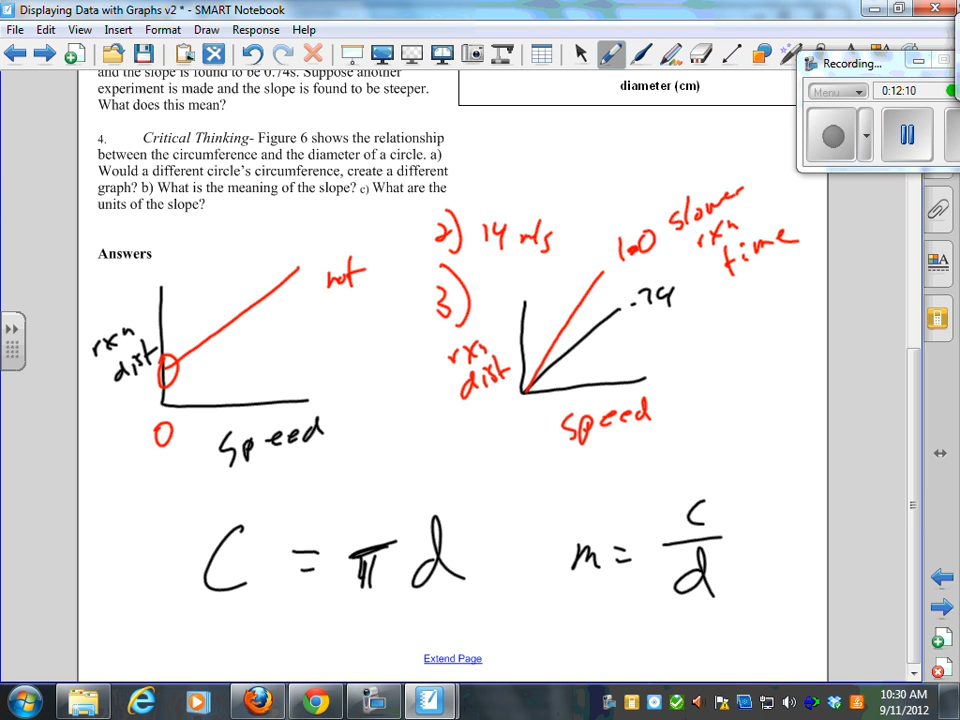 Displaying Data with Graphs v2 * - SMART Notebook
File Edit View Insert Format Draw Response Help
Recording...
Menu
0:12:10
and the slope is found to be 0.74s. Suppose another
experiment is made and the slope is found to be steeper.
What does this mean?
diameter (cm)
4. Critical Thinking- Figure 6 shows the relationship
between the circumference and the diameter of a circle. a)
Would a different circle's circumference, create a different
graph? b) What is the meaning of the slope? c) What are the
units of the slope?
Answers
2) 14 m/s
1.0 slower
rxn
time
not
3)
.74
rxn
dist
rxn
dist
0
speed
speed
C = π d
m = c
d
Extend Page
10:30 AM
9/11/2012